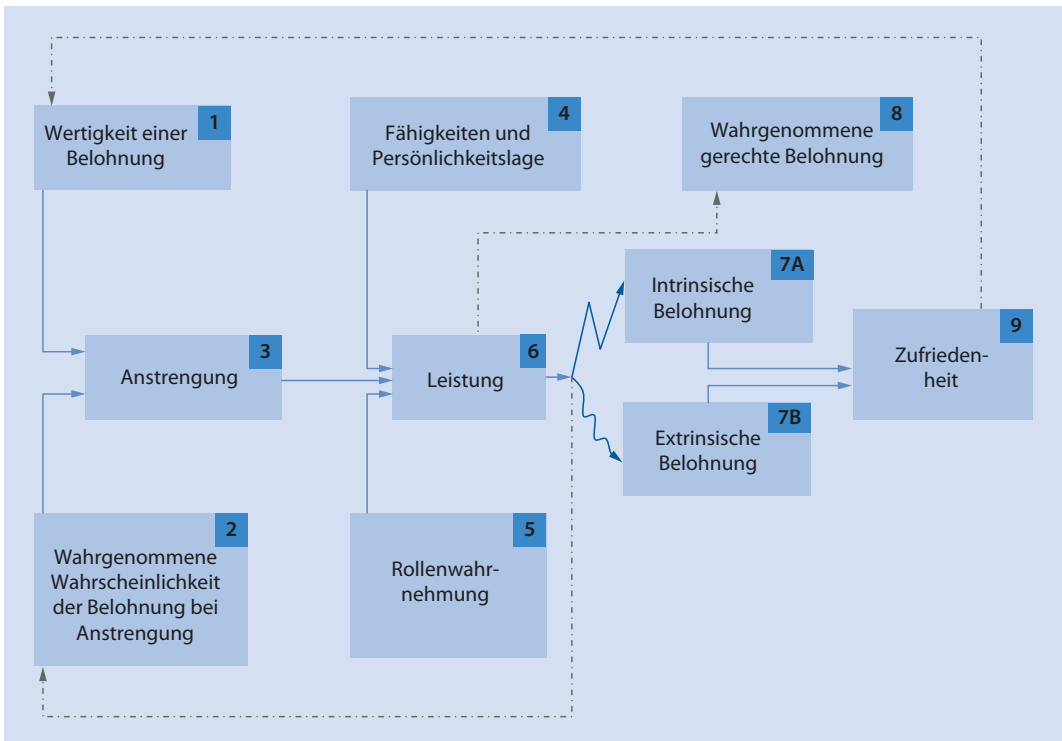 1
Wertigkeit einer
Belohnung
2
Wahrgenommene
Wahrscheinlichkeit
der Belohnung bei
Anstrengung
3
Anstrengung
4
Fähigkeiten und
Persönlichkeitslage
5
Rollenwahr-
nehmung
6
Leistung
7A
Intrinsische
Belohnung
7B
Extrinsische
Belohnung
8
Wahrgenommene
gerechte Belohnung
9
Zufrieden-
heit